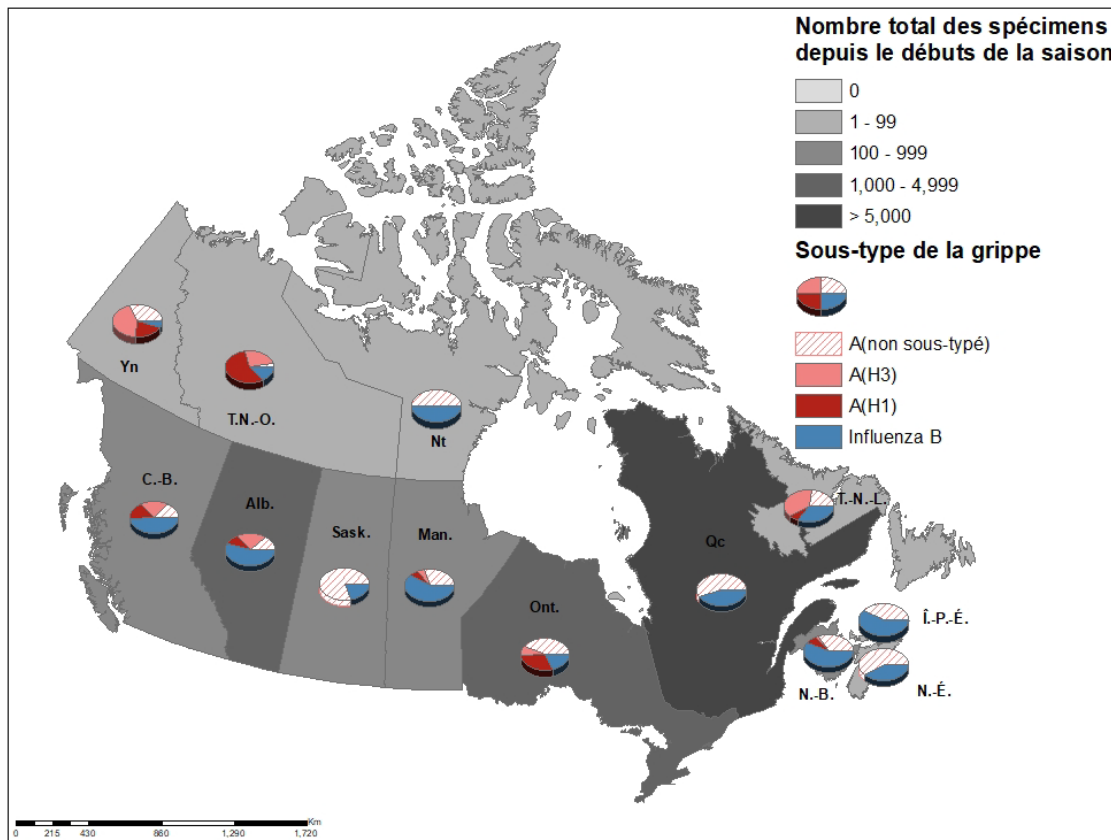 Nombre total des spécimens
depuis le débuts de la saison
0
1 - 99
100 - 999
1,000 - 4,999
> 5,000
Sous-type de la grippe
A(non sous-typé)
A(H3)
A(H1)
Influenza B
Yn
T.N.-O.
Nt
C.-B.
Alb.
Sask.
Man.
Ont.
Qc
T.-N.-L.
Î.-P.-É.
N.-B.
N.-É.
Km
0 215 430 860 1,290 1,720